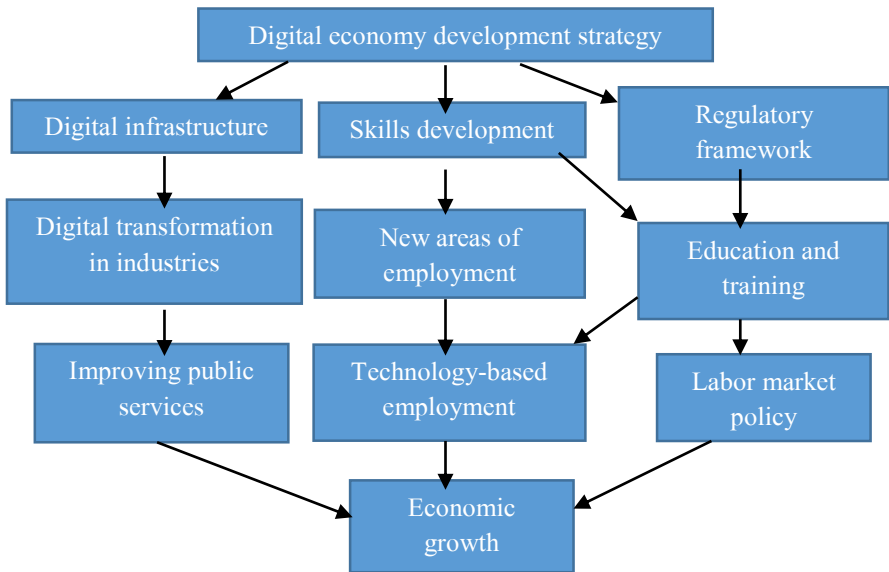 Digital economy development strategy
Digital infrastructure
Skills development
Regulatory
framework
Digital transformation
in industries
New areas of
employment
Education and
training
Improving public
services
Technology-based
employment
Labor market
policy
Economic
growth